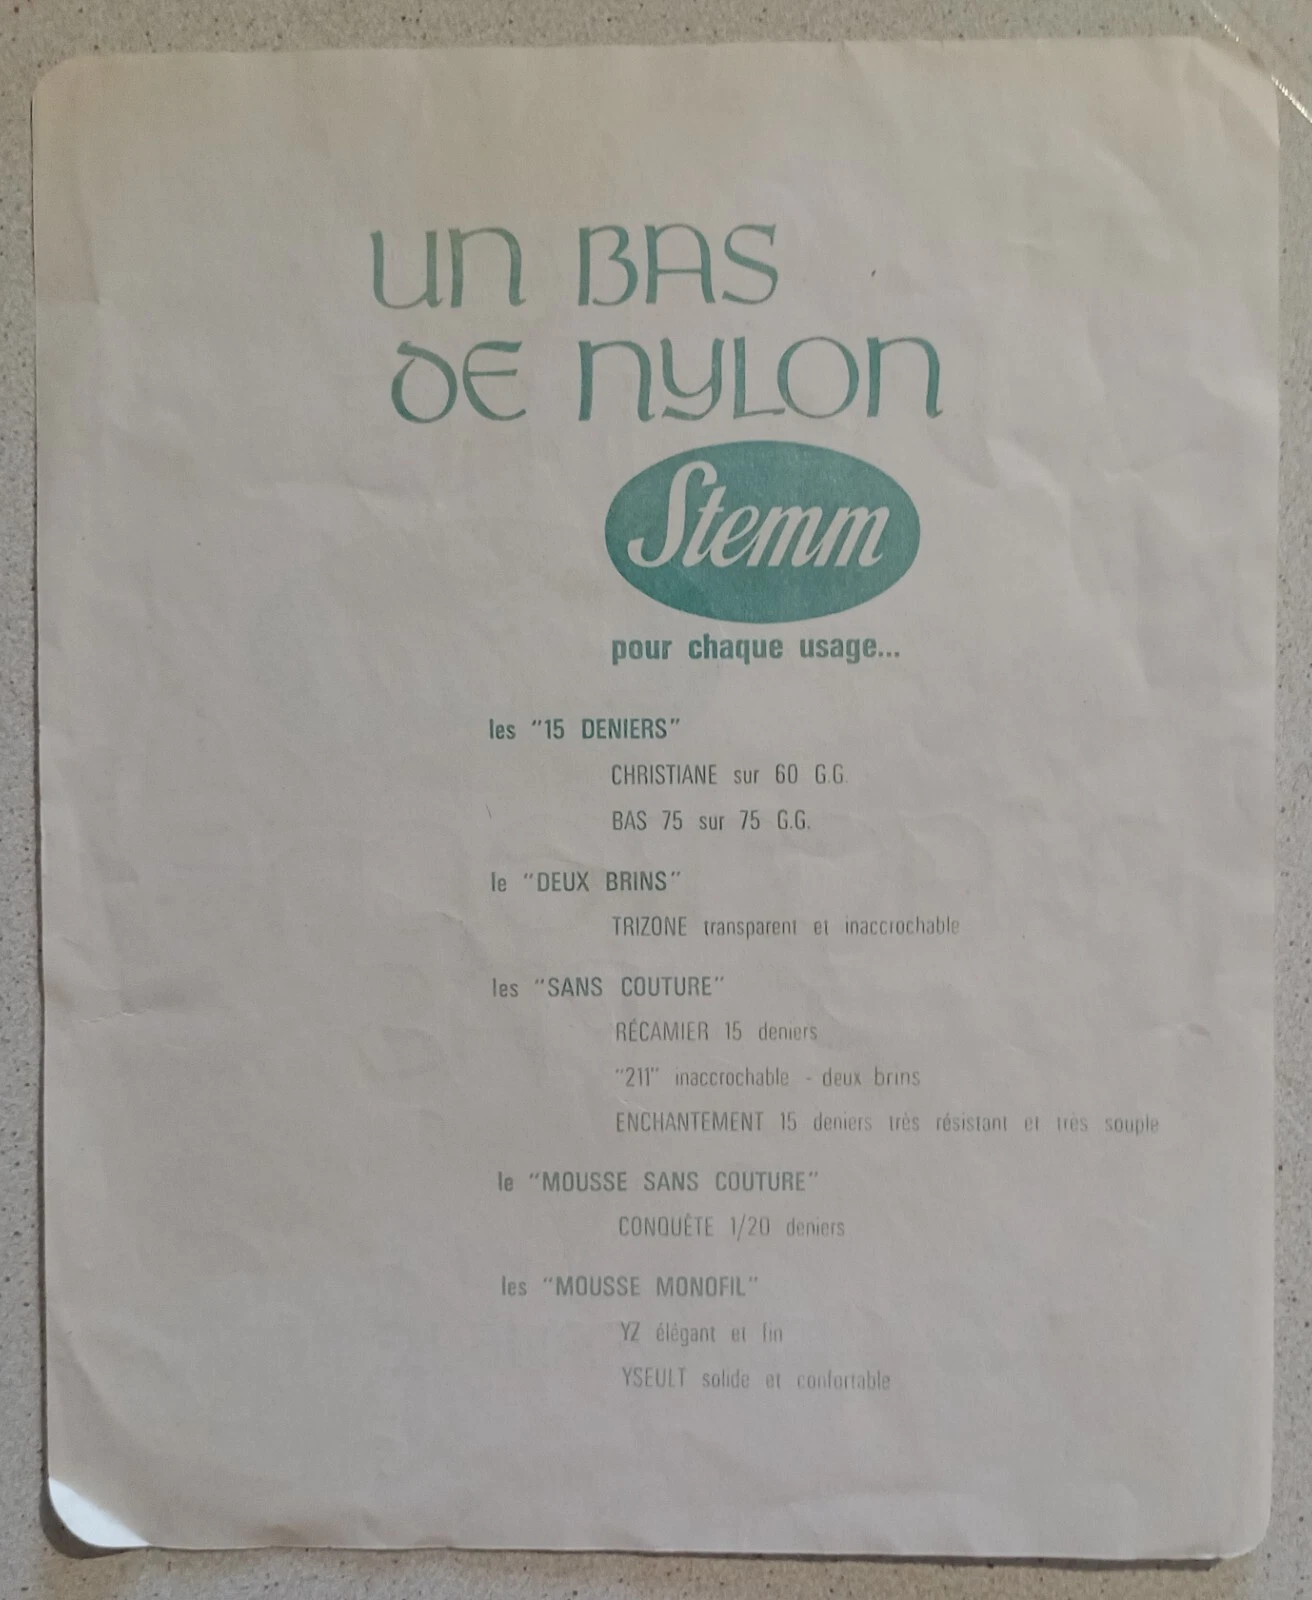 un BAS
DE nYLOn
Stemm
pour chaque usage...
les "15 DENIERS"
CHRISTIANE sur 60 G.G.
BAS 75 sur 75 G.G.
le "DEUX BRINS"
TRIZONE transparent et inaccrochable
les "SANS COUTURE"
RÉCAMIER 15 deniers
"211" inaccrochable - deux brins
ENCHANTEMENT 15 deniers très résistant et très souple
le "MOUSSE SANS COUTURE"
CONQUÊTE 1/20 deniers
les "MOUSSE MONOFIL"
YZ élégant et fin
YSEULT solide et confortable